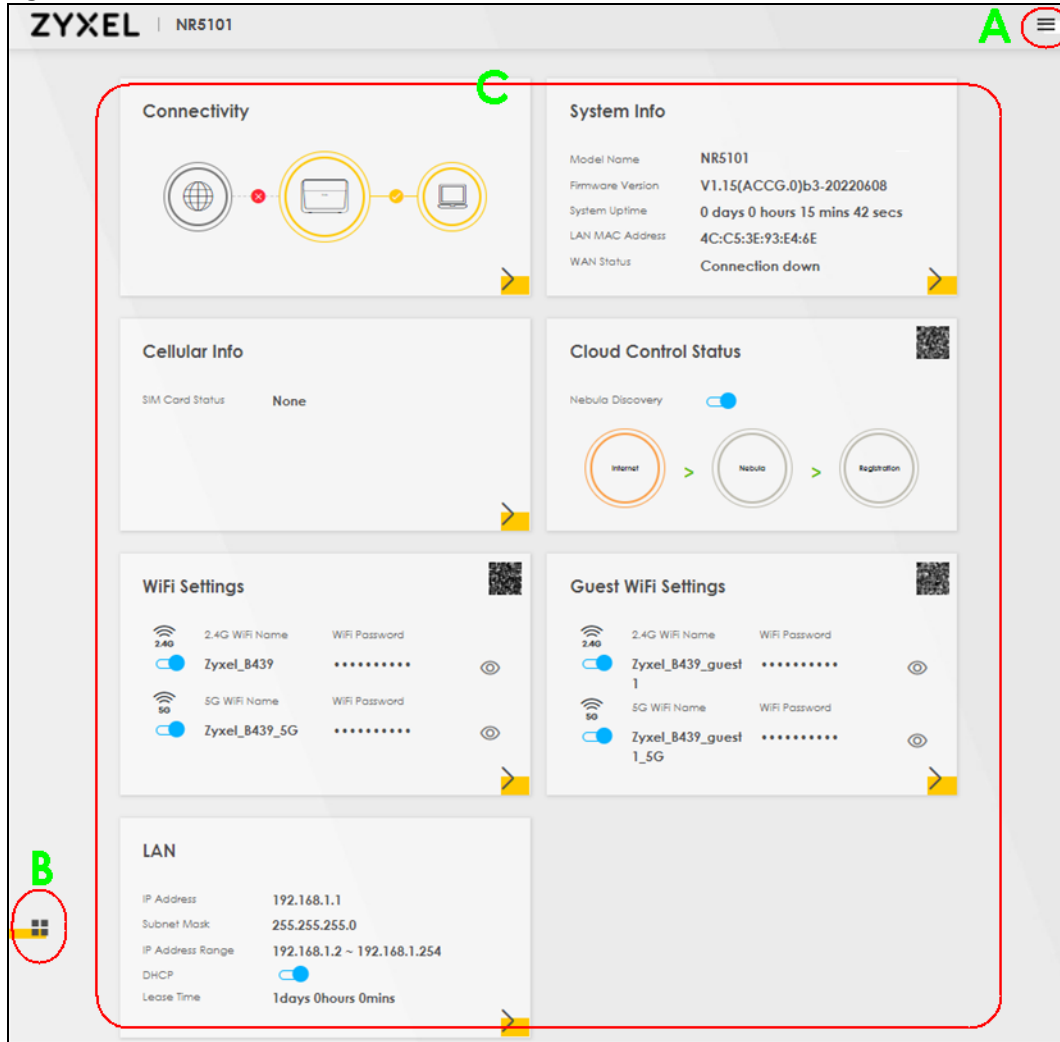 ZYXEL | NR5101
A
C
Connectivity
System Info
Model Name NR5101
Firmware Version V1.15(ACCG.0)b3-20220608
System Uptime 0 days 0 hours 15 mins 42 secs
LAN MAC Address 4C:C5:3E:93:E4:6E
WAN Status Connection down
Cellular Info
SIM Card Status None
Cloud Control Status
Nebula Discovery
Internet > Nebula > Registration
WiFi Settings
2.4G 2.4G WiFi Name WiFi Password
Zyxel_B439 ••••••••••
5G 5G WiFi Name WiFi Password
Zyxel_B439_5G ••••••••••
Guest WiFi Settings
2.4G 2.4G WiFi Name WiFi Password
Zyxel_B439_guest ••••••••••
1
5G 5G WiFi Name WiFi Password
Zyxel_B439_guest ••••••••••
1_5G
LAN
B
IP Address 192.168.1.1
Subnet Mask 255.255.255.0
IP Address Range 192.168.1.2 ~ 192.168.1.254
DHCP
Lease Time 1days 0hours 0mins